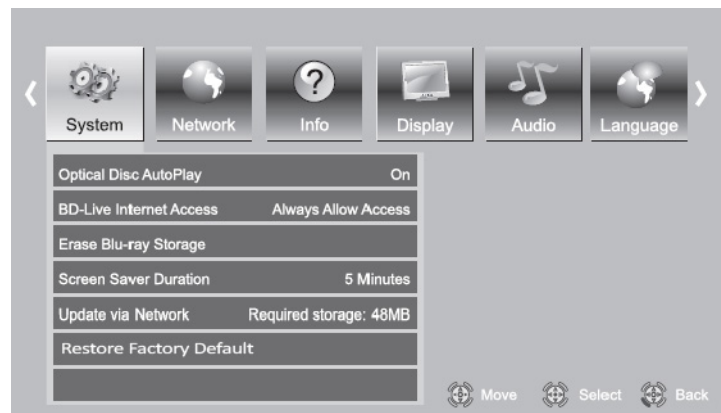 System Network Info Display Audio Language
Optical Disc AutoPlay On
BD-Live Internet Access Always Allow Access
Erase Blu-ray Storage
Screen Saver Duration 5 Minutes
Update via Network Required storage: 48MB
Restore Factory Default
Move Select Back